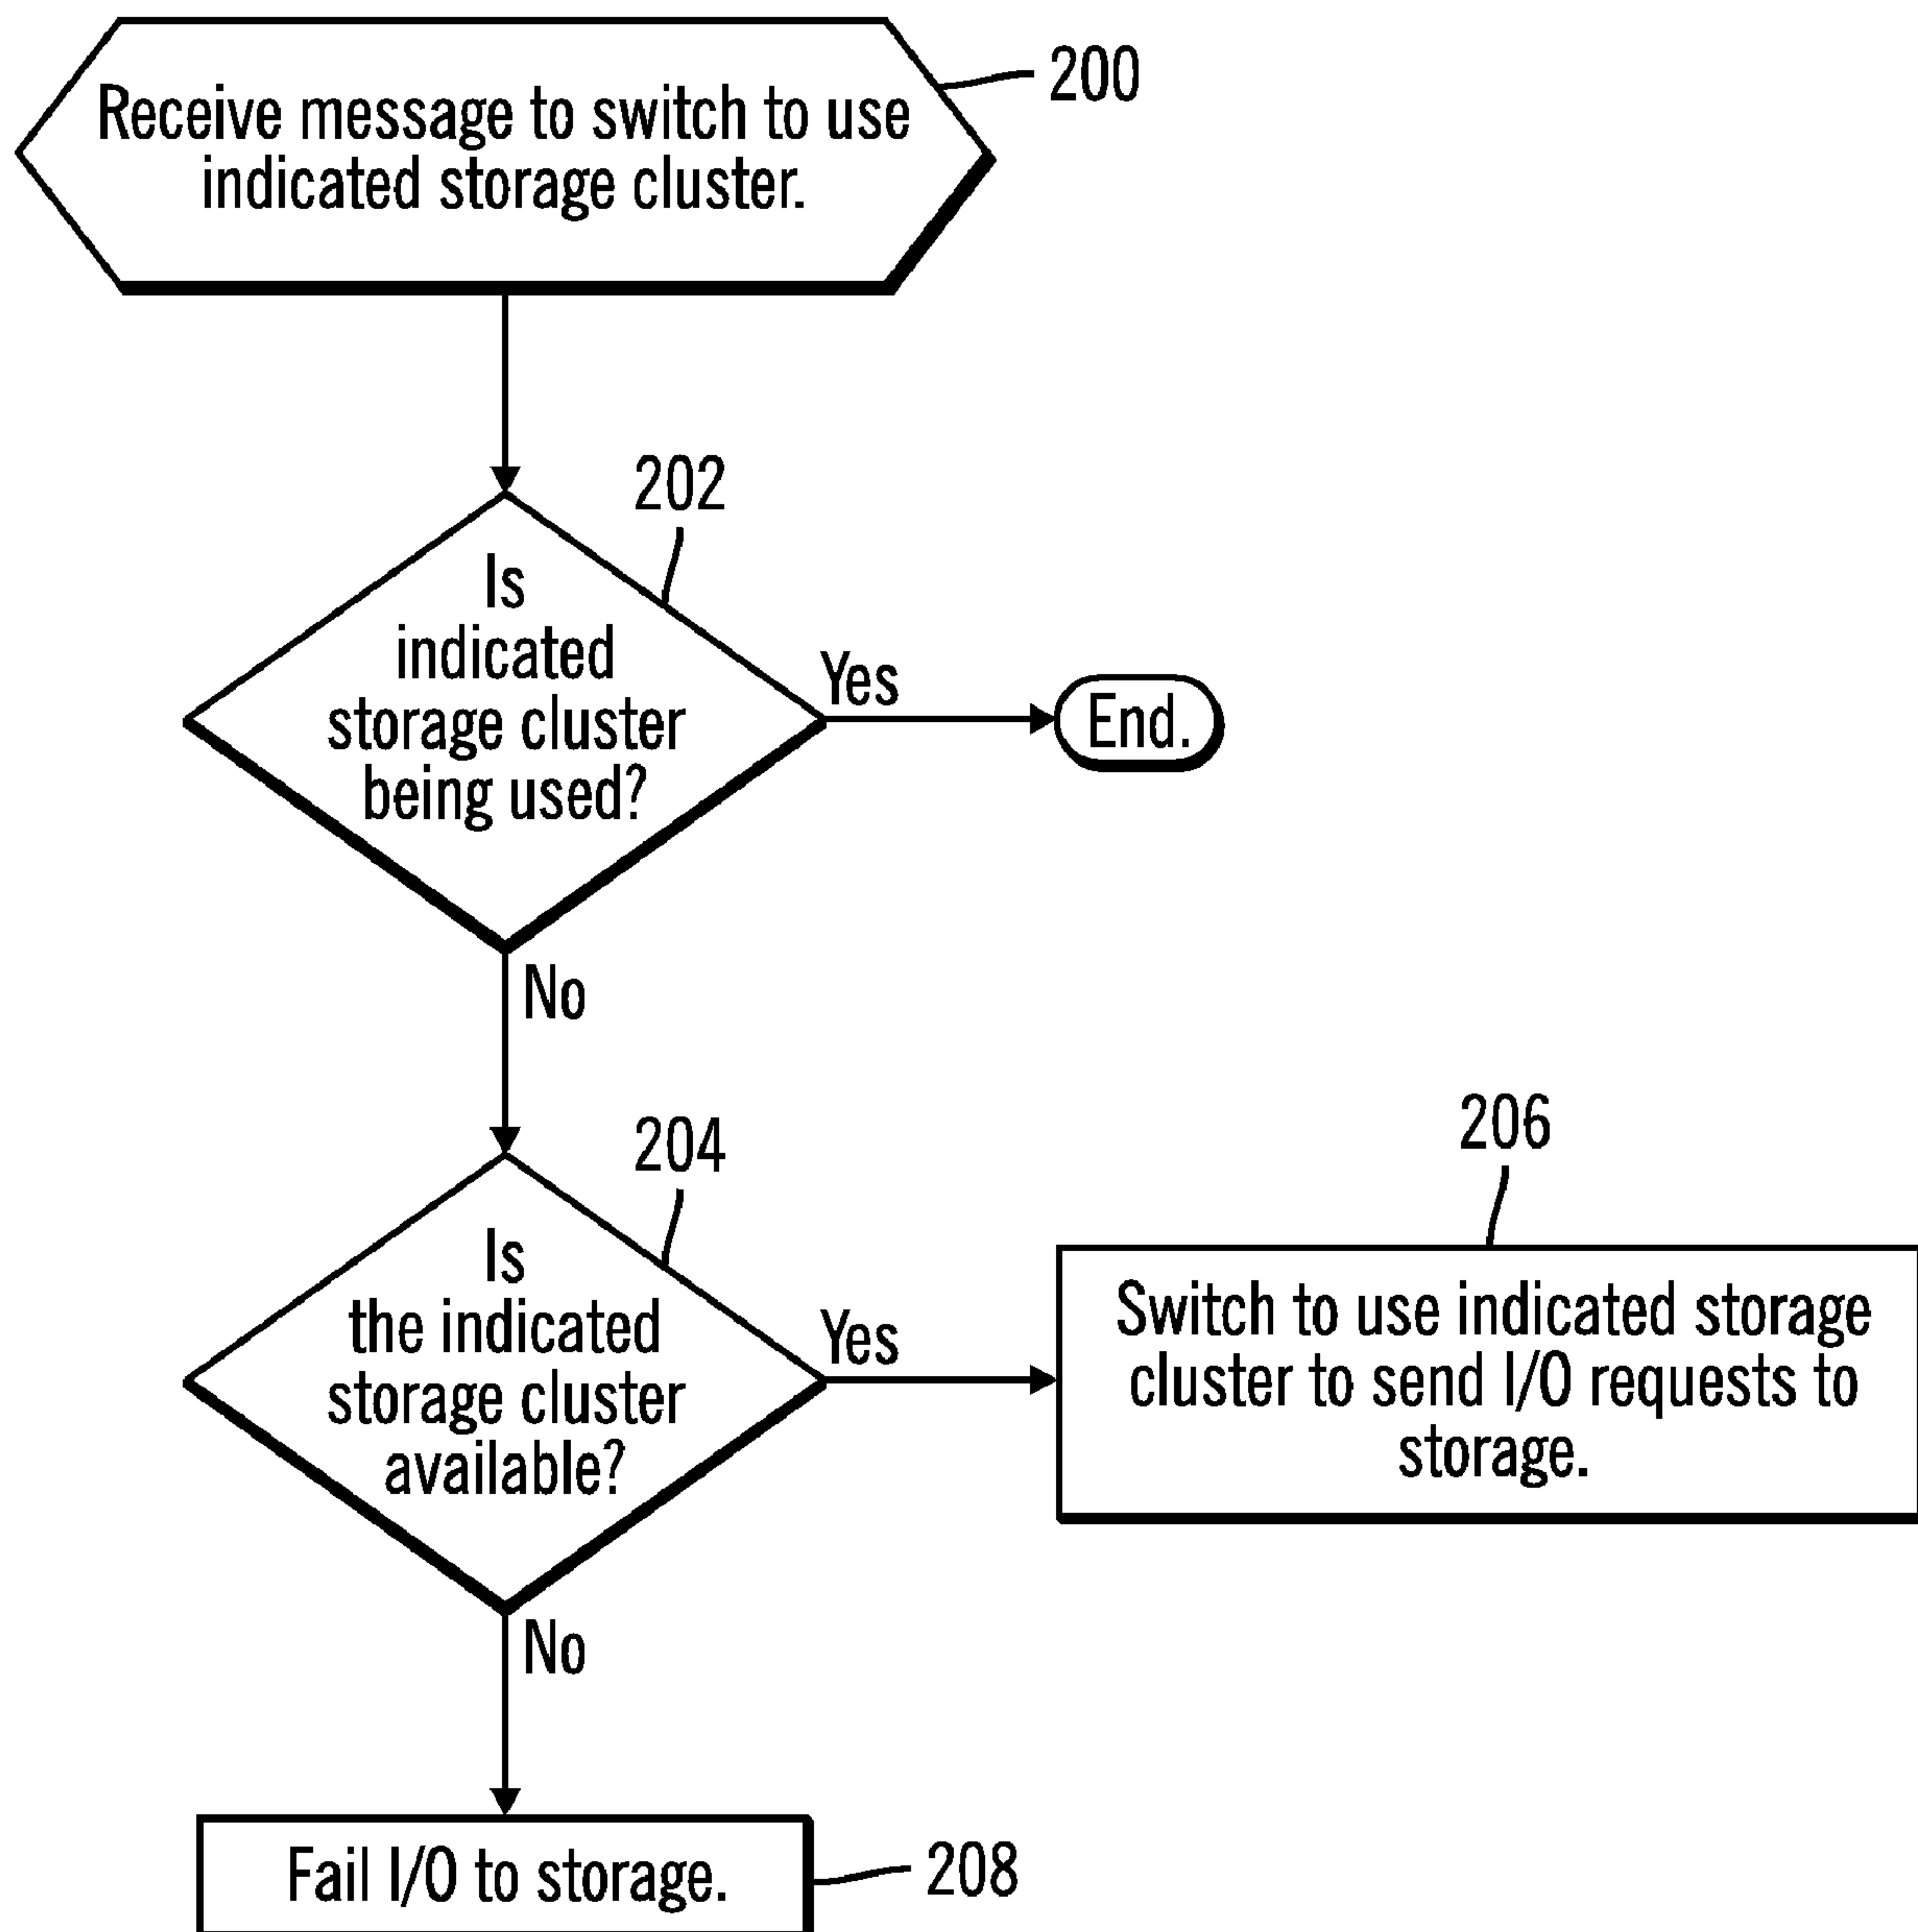 Receive message to switch to use
indicated storage cluster.
200
202
Is
indicated
storage cluster
being used?
Yes
End.
No
204
Is
the indicated
storage cluster
available?
Yes
206
Switch to use indicated storage
cluster to send I/O requests to
storage.
No
Fail I/O to storage.
208